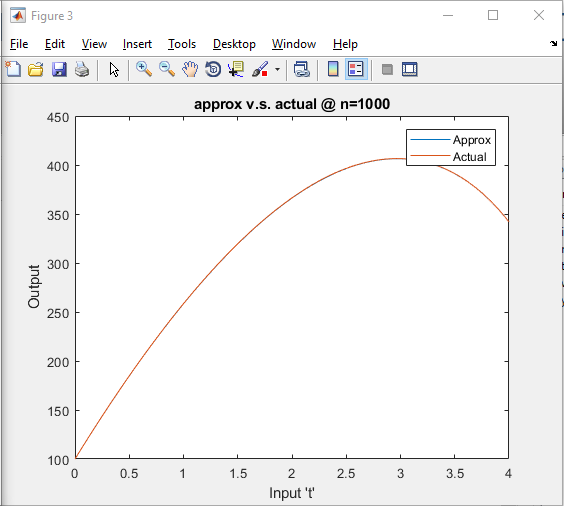 Figure 3
File Edit View Insert Tools Desktop Window Help
approx v.s. actual @ n=1000
Approx
Actual
450
400
350
300
250
200
150
100
Output
0 0.5 1 1.5 2 2.5 3 3.5 4
Input 't'